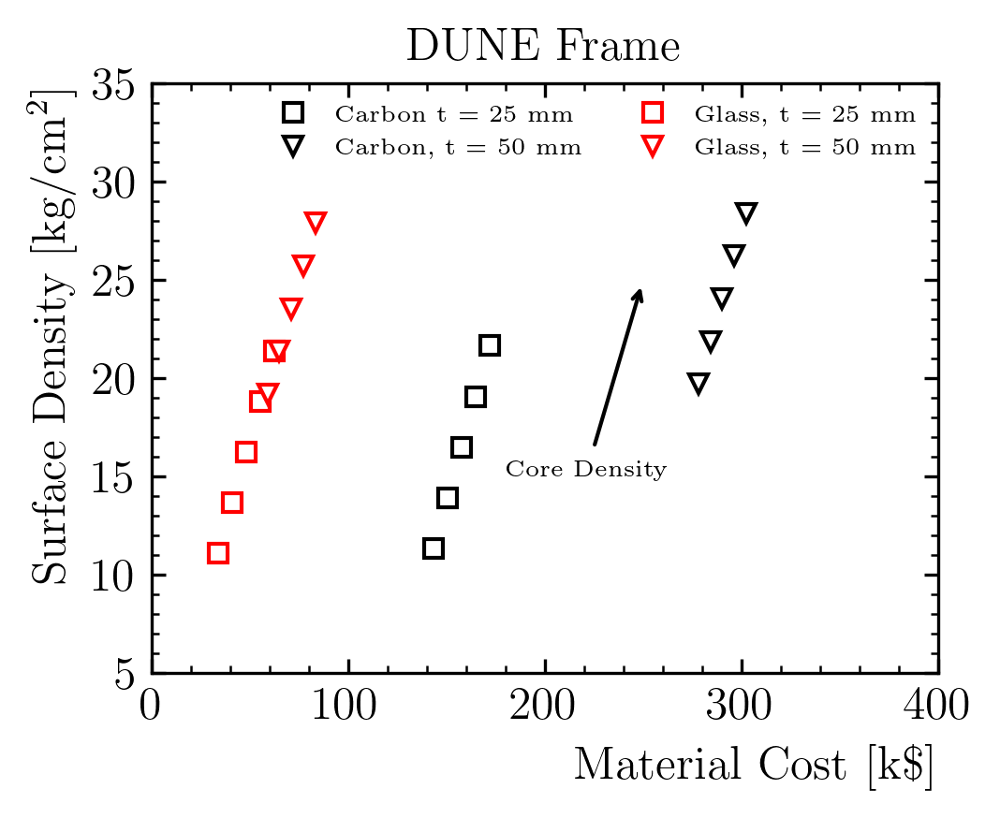 DUNE Frame
Surface Density [kg/cm²]
35
30
25
20
15
10
5
Carbon t = 25 mm
Carbon, t = 50 mm
Glass, t = 25 mm
Glass, t = 50 mm
Core Density
0 100 200 300 400
Material Cost [k$]